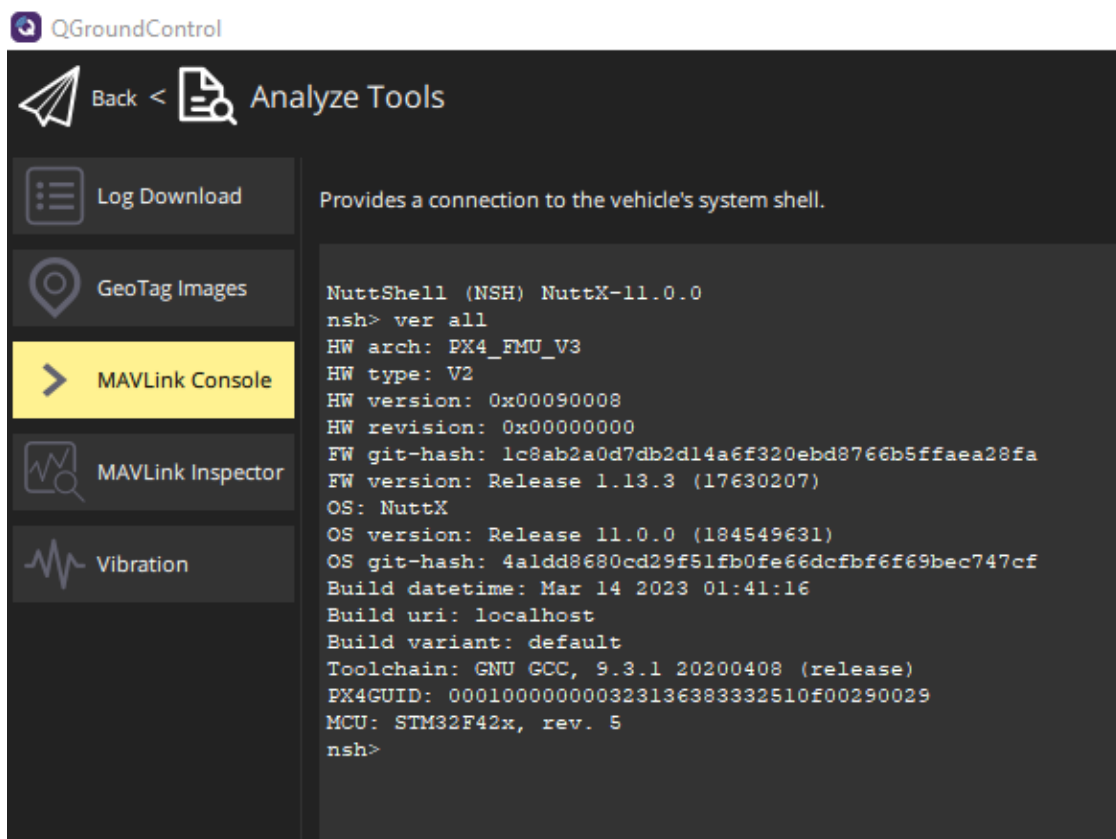 QGroundControl
Back < Analyze Tools
Log Download
GeoTag Images
MAVLink Console
MAVLink Inspector
Vibration
Provides a connection to the vehicle's system shell.
NuttShell (NSH) NuttX-11.0.0
nsh> ver all
HW arch: PX4_FMU_V3
HW type: V2
HW version: 0x00090008
HW revision: 0x00000000
FW git-hash: 1c8ab2a0d7db2d14a6f320ebd8766b5ffaea28fa
FW version: Release 1.13.3 (17630207)
OS: NuttX
OS version: Release 11.0.0 (184549631)
OS git-hash: 4a1dd8680cd29f51fb0fe66dcfbf6f69bec747cf
Build datetime: Mar 14 2023 01:41:16
Build uri: localhost
Build variant: default
Toolchain: GNU GCC, 9.3.1 20200408 (release)
PX4GUID: 000100000000323136383332510f00290029
MCU: STM32F42x, rev. 5
nsh>